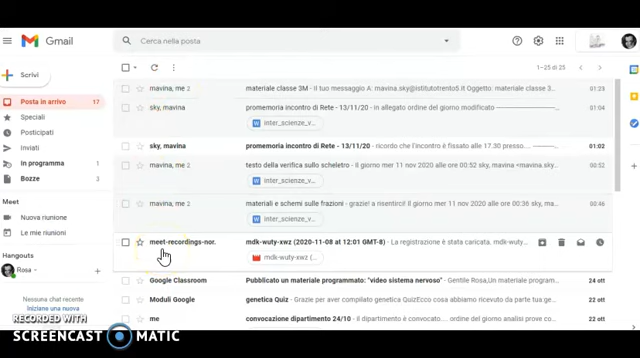 Gmail
Cerca nella posta
Scrivi
1–25 di 25
Posta in arrivo 17
mavina, me 2 materiale classe 3M - Il tuo messaggio A: mavina.sky@istitutotrento5.it Oggetto: materiale classe 3... 01:23
Speciali
sky, mavina promemoria incontro di Rete - 13/11/20 - in allegato ordine del giorno modificato 01:04
inter_scienze_v...
Posticipati
Inviati
sky, mavina promemoria incontro di Rete - 13/11/20 - ricordo che l'incontro è fissato alle 17.30 presso... 01:02
In programma 1
mavina, me 2 testo della verifica sullo scheletro - Il giorno mer 11 nov 2020 alle ore 00:52 sky, mavina <mavina.sky@... 00:52
Bozze 3
inter_scienze_v...
Meet
mavina, me 2 materiali e schemi sulle frazioni - grazie! a risentirci! Il giorno mer 11 nov 2020 alle ore 00:36 sky, mav... 00:46
Nuova riunione
inter_scienze_v...
Le mie riunioni
meet-recordings-nor. mdk-wuty-xwz (2020-11-08 at 12:01 GMT-8) - La registrazione è stata caricata. mdk-wuty...
Hangouts
mdk-wuty-xwz (...
Rosa
Google Classroom Pubblicato un materiale programmato: "video sistema nervoso" - Gentile Rosa,Un materiale program... 24 ott
Nessuna chat recente
Moduli Google genetica Quiz - Grazie per aver compilato genetica QuizEcco cosa abbiamo ricevuto da parte tua ge... 22 ott
Iniziane una nuova
me convocazione dipartimento 24/10 - Il dipartimento è convocato... ordine del giorno analisi prove co... 22 ott
RECORDED WITH
SCREENCAST MATIC